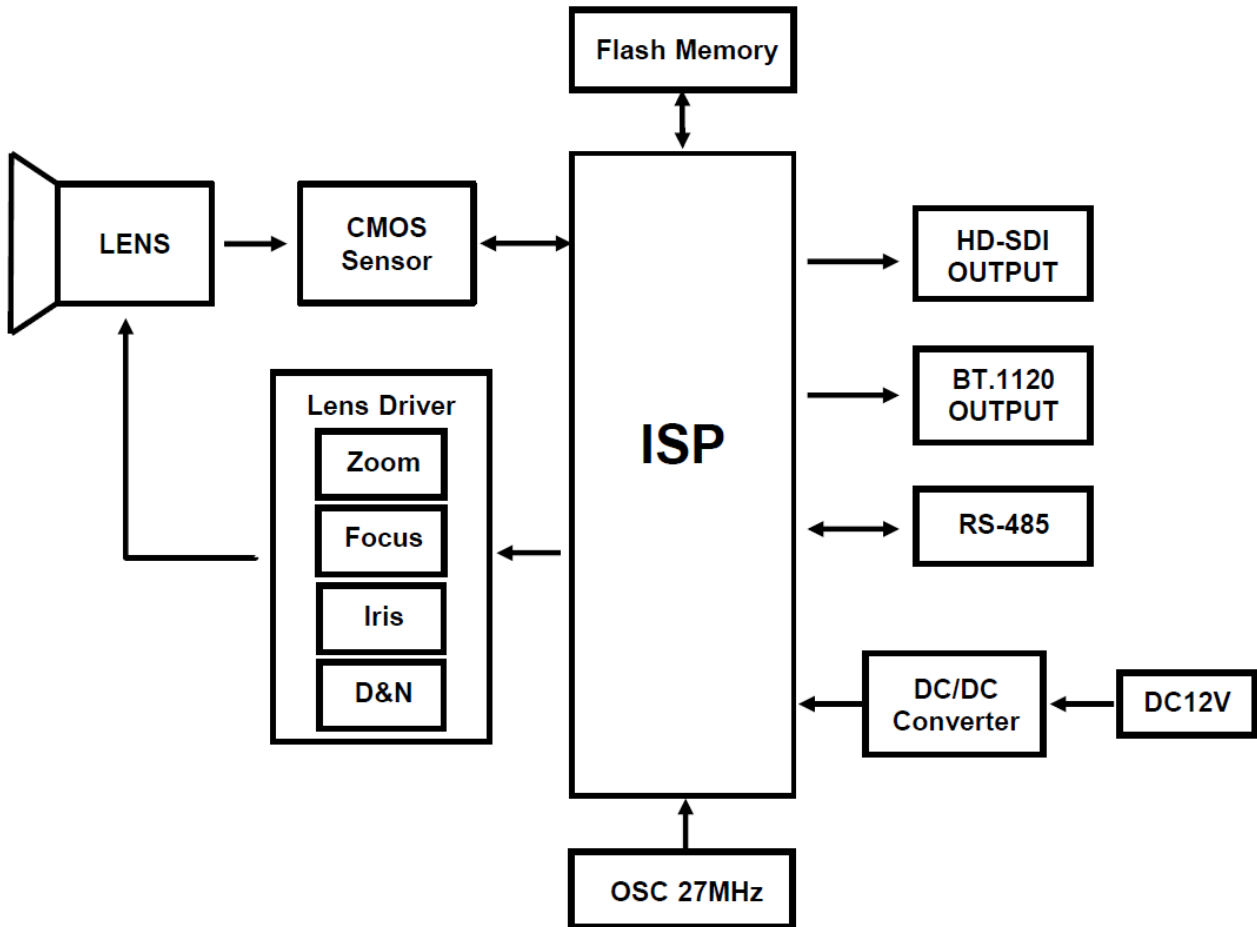 Flash Memory
LENS
CMOS
Sensor
HD-SDI
OUTPUT
BT.1120
OUTPUT
Lens Driver
Zoom
Focus
Iris
D&N
ISP
RS-485
DC/DC
Converter
DC12V
OSC 27MHz